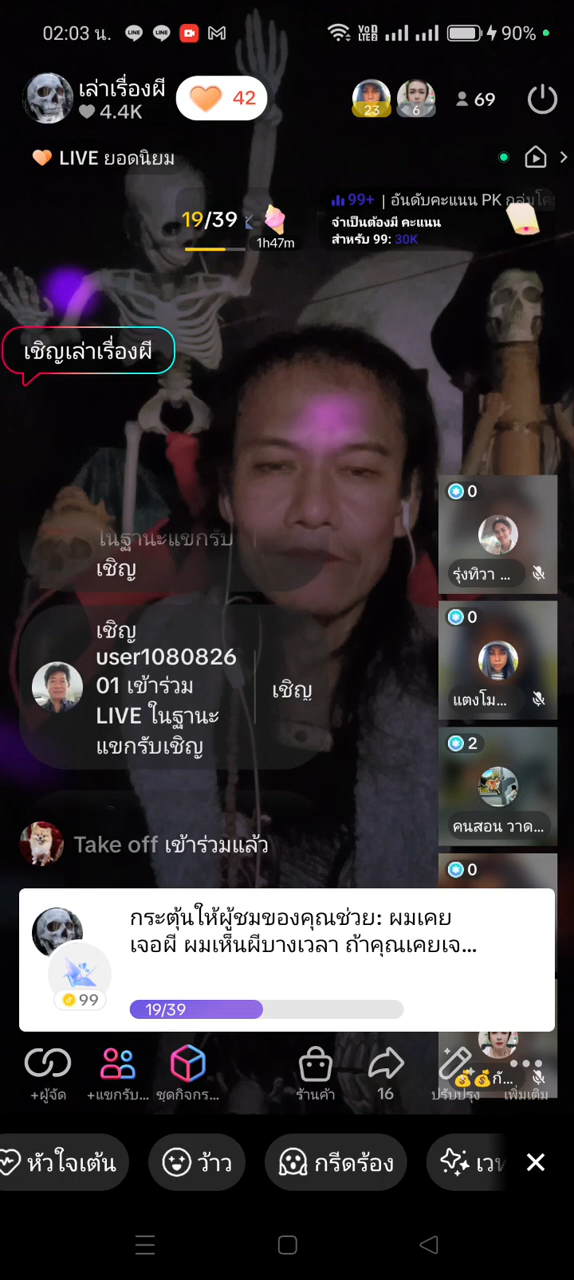 02:03 น.
90%
เล่าเรื่องผี
4.4K
42
23
6
69
LIVE ยอดนิยม
19/39
1h47m
99+ | อันดับคะแนน PK
จำเป็นต้องมี คะแนน
สำหรับ 99: 30K
เชิญเล่าเรื่องผี
0
รุ่งทิวา ...
ในฐานะแขกรับ
เชิญ
เชิญ
user1080826
01 เข้าร่วม
LIVE ในฐานะ
แขกรับเชิญ
เชิญ
0
แตงโม...
2
คนสอน วาด...
Take off เข้าร่วมแล้ว
0
กระตุ้นให้ผู้ชมของคุณช่วย: ผมเคย
เจอผี ผมเห็นผีบางเวลา ถ้าคุณเคยเจ...
99
19/39
💰💰กั...
+ผู้จัด
+แขกรับ...
ชุดกิจกร...
ร้านค้า
16
ปรับปรุง
เพิ่มเติม
หัวใจเต้น
ว้าว
กรีดร้อง